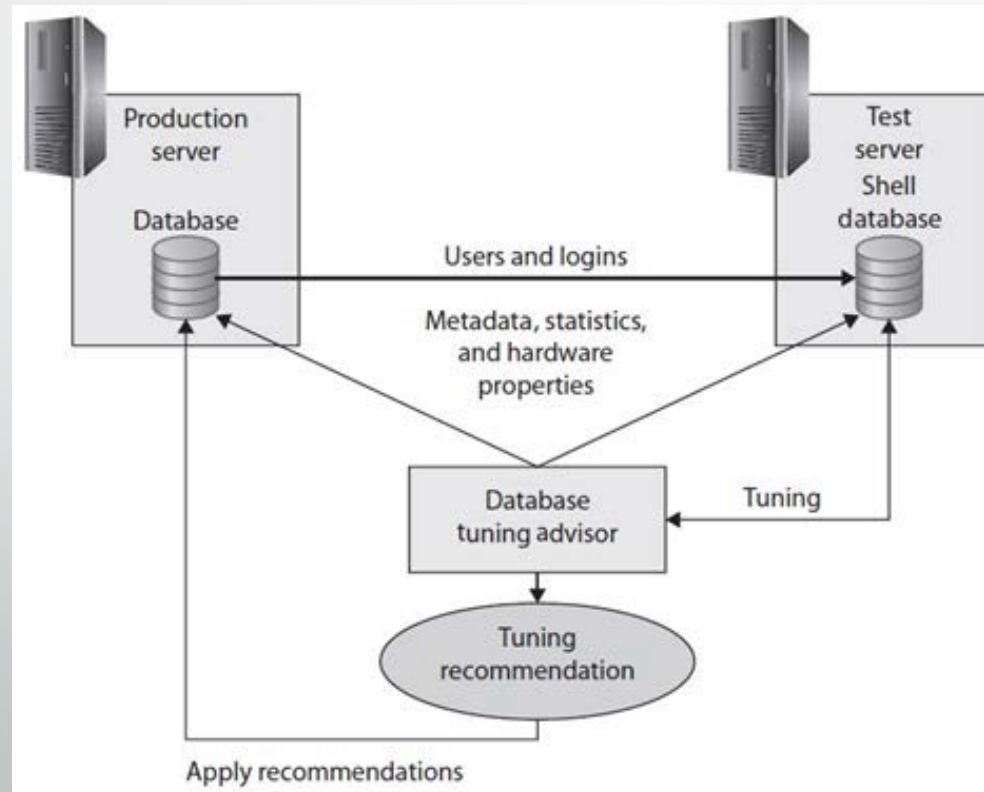 Production
server
Database
Test
server
Shell
database
Users and logins
Metadata, statistics,
and hardware
properties
Database
tuning advisor
Tuning
Tuning
recommendation
Apply recommendations